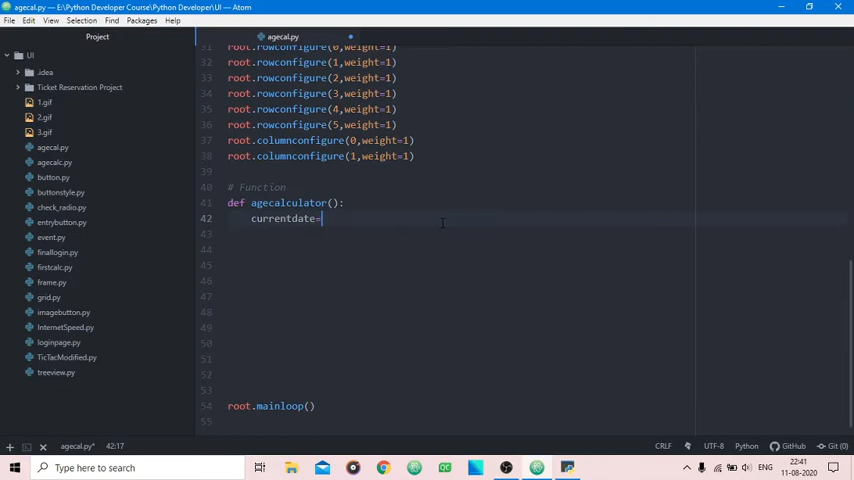 agecal.py — E:\Python Developer Course\Python Developer\UI — Atom
File Edit View Selection Find Packages Help
Project
agecal.py
UI
.idea
Ticket Reservation Project
1.gif
2.gif
3.gif
agecal.py
agecalc.py
button.py
buttonstyle.py
check_radio.py
entrybutton.py
event.py
finallogin.py
firstcalc.py
frame.py
grid.py
imagebutton.py
InternetSpeed.py
loginpage.py
TicTacModified.py
treeview.py
31 root.rowconfigure(0,weight=1)
32 root.rowconfigure(1,weight=1)
33 root.rowconfigure(2,weight=1)
34 root.rowconfigure(3,weight=1)
35 root.rowconfigure(4,weight=1)
36 root.rowconfigure(5,weight=1)
37 root.columnconfigure(0,weight=1)
38 root.columnconfigure(1,weight=1)
39
40 # Function
41 def agecalculator():
42 currentdate=
43
44
45
46
47
48
49
50
51
52
53
54 root.mainloop()
55
agecal.py* 42:17 CRLF UTF-8 Python GitHub Git (0)
Type here to search
ENG
22:41
11-08-2020